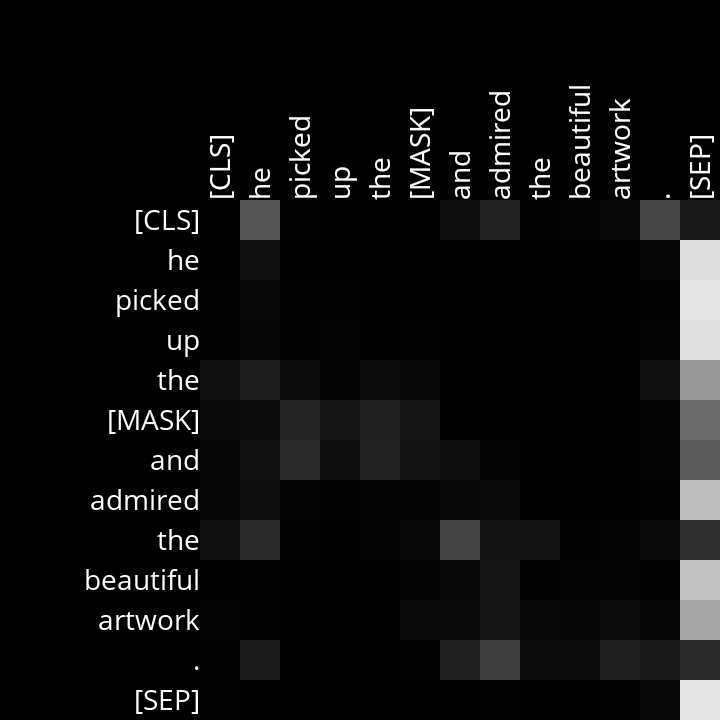 [CLS] he picked up the [MASK] and admired the beautiful artwork . [SEP]
[CLS]
he
picked
up
the
[MASK]
and
admired
the
beautiful
artwork
.
[SEP]